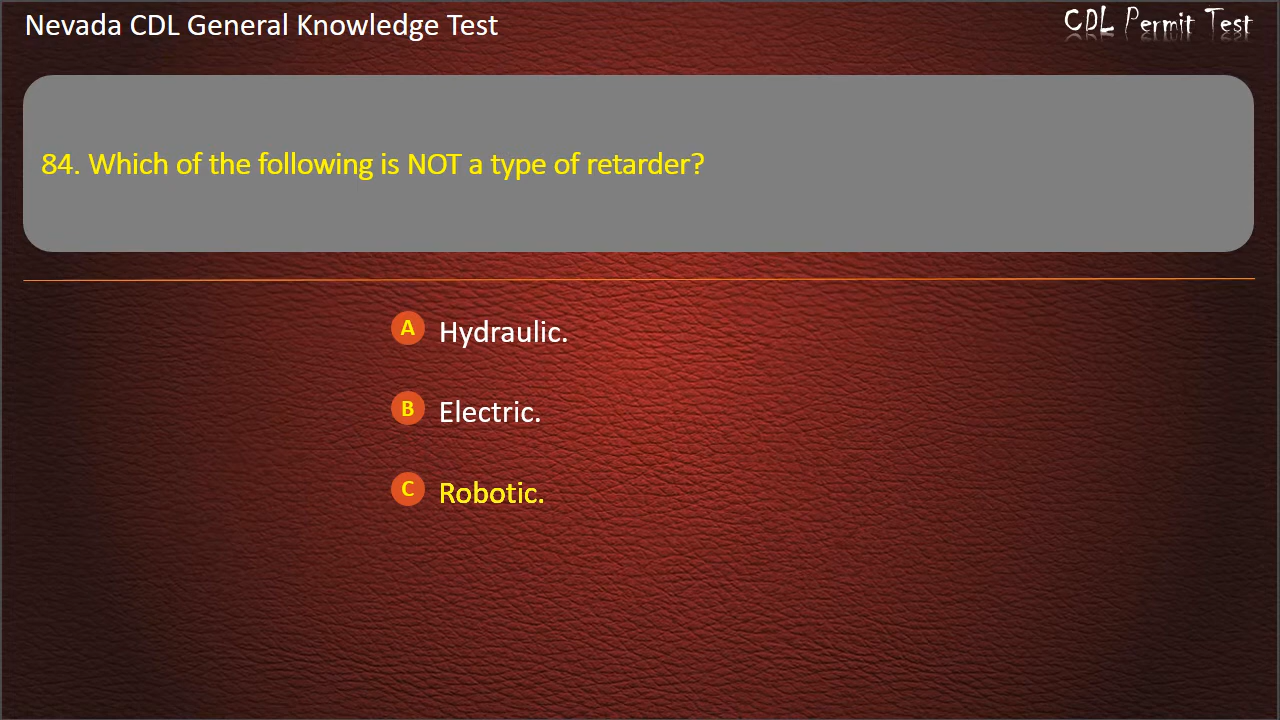 Nevada CDL General Knowledge Test
CDL Permit Test
84. Which of the following is NOT a type of retarder?
A Hydraulic.
B Electric.
C Robotic.